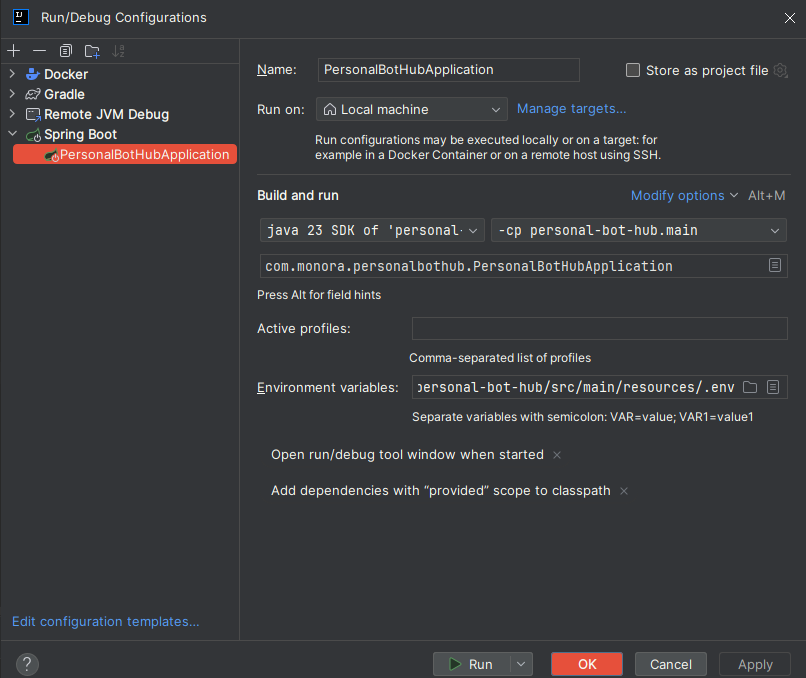 Run/Debug Configurations
Docker
Gradle
Remote JVM Debug
Spring Boot
PersonalBotHubApplication
Edit configuration templates...
Name: PersonalBotHubApplication
Store as project file
Run on: Local machine
Manage targets...
Run configurations may be executed locally or on a target: for
example in a Docker Container or on a remote host using SSH.
Build and run
Modify options Alt+M
java 23 SDK of 'personal-
-cp personal-bot-hub.main
com.monora.personalbothub.PersonalBotHubApplication
Press Alt for field hints
Active profiles:
Comma-separated list of profiles
Environment variables: personal-bot-hub/src/main/resources/.env
Separate variables with semicolon: VAR=value; VAR1=value1
Open run/debug tool window when started ×
Add dependencies with “provided” scope to classpath ×
?
Run
OK
Cancel
Apply